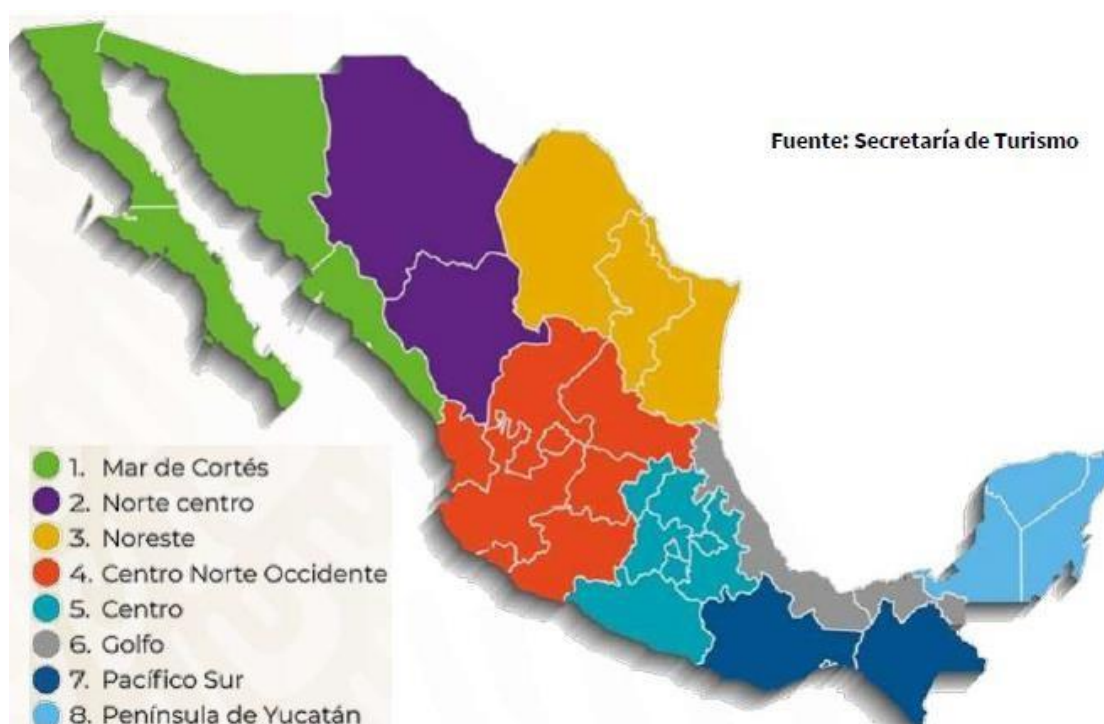 Fuente: Secretaría de Turismo
1. Mar de Cortés
2. Norte centro
3. Noreste
4. Centro Norte Occidente
5. Centro
6. Golfo
7. Pacífico Sur
8. Península de Yucatán